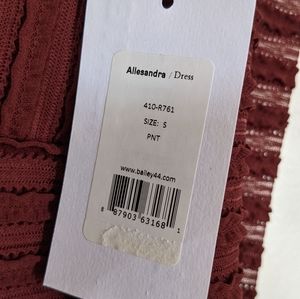 Allesandra / Dress
410-R761
SIZE: S
PNT
www.bailey44.com
8 87903 63168 1